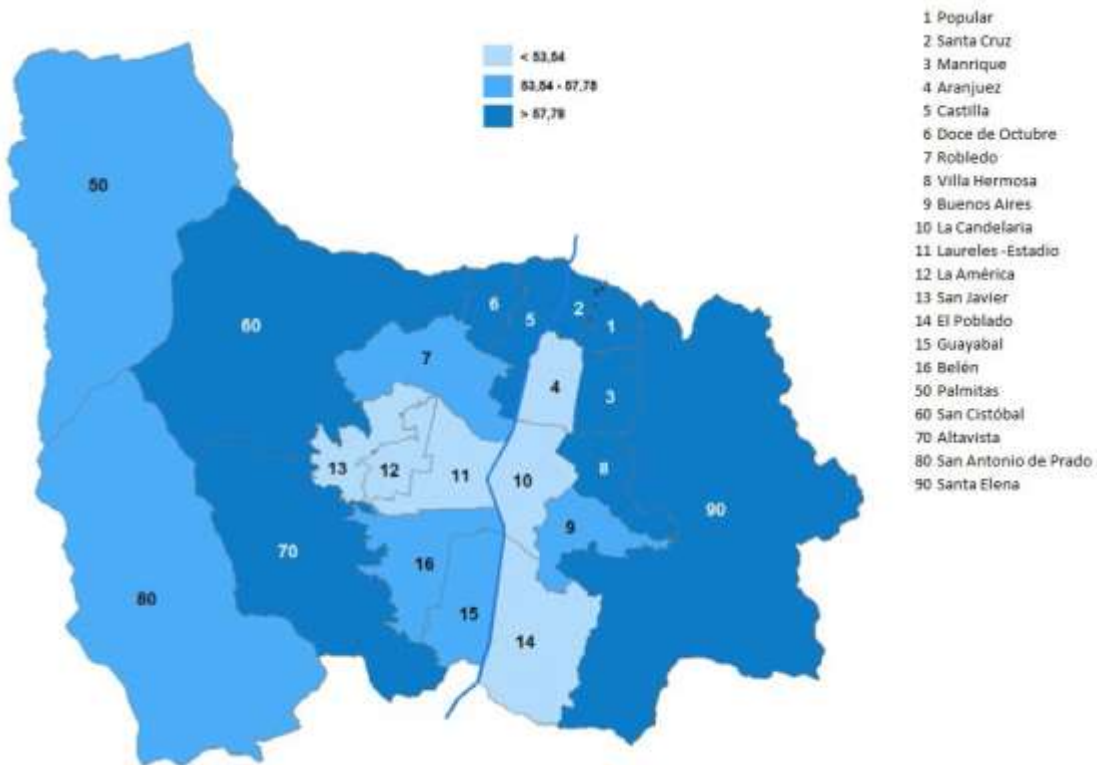 < 53,54
53,54 - 57,78
> 57,78
1 Popular
2 Santa Cruz
3 Manrique
4 Aranjuez
5 Castilla
6 Doce de Octubre
7 Robledo
8 Villa Hermosa
9 Buenos Aires
10 La Candelaria
11 Laureles -Estadio
12 La América
13 San Javier
14 El Poblado
15 Guayabal
16 Belén
50 Palmitas
60 San Cistóbal
70 Altavista
80 San Antonio de Prado
90 Santa Elena
50
60
6
5
2
1
7
4
3
13
12
11
10
8
90
9
70
16
80
15
14